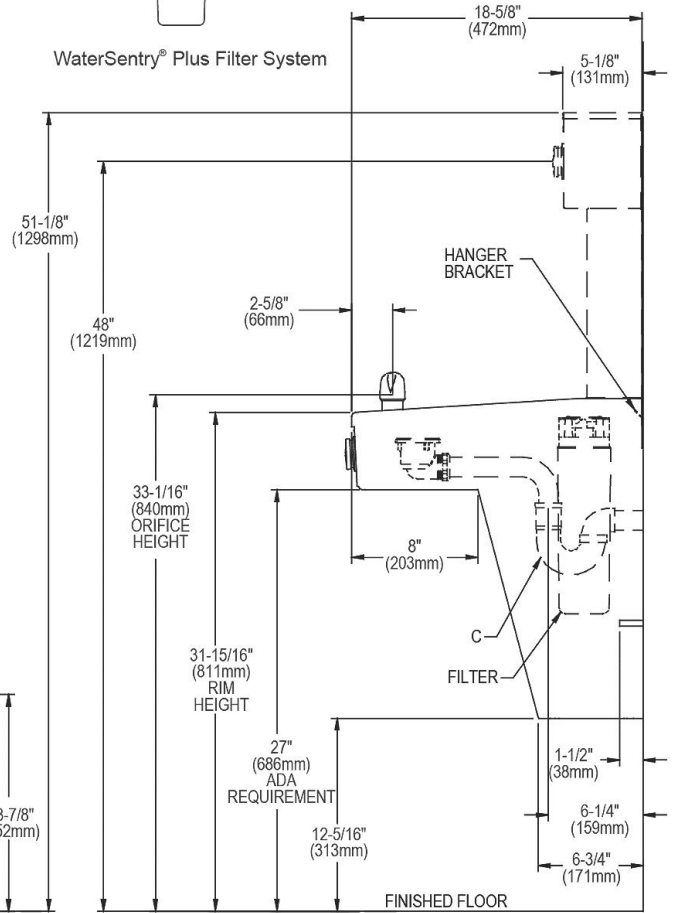 18-5/8"
(472mm)
WaterSentry® Plus Filter System
5-1/8"
(131mm)
51-1/8"
(1298mm)
HANGER
BRACKET
2-5/8"
(66mm)
48"
(1219mm)
33-1/16"
(840mm)
ORIFICE
HEIGHT
8"
(203mm)
C
31-15/16"
(811mm)
RIM
HEIGHT
FILTER
27"
(686mm)
ADA
REQUIREMENT
1-1/2"
(38mm)
12-5/16"
(313mm)
6-1/4"
(159mm)
6-3/4"
(171mm)
FINISHED FLOOR